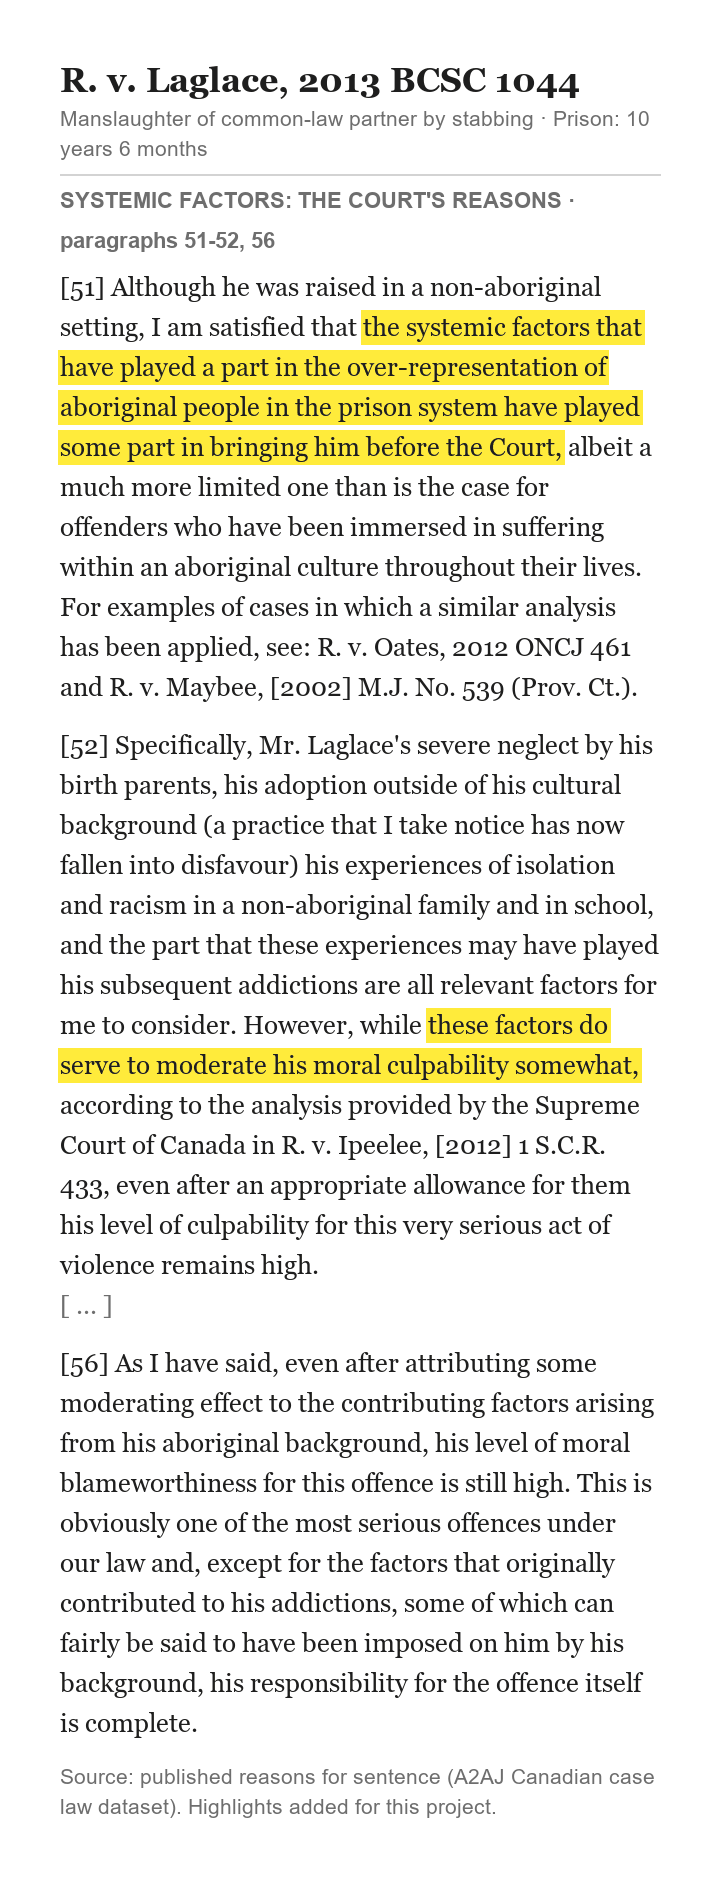 R. v. Laglace, 2013 BCSC 1044
Manslaughter of common-law partner by stabbing · Prison: 10
years 6 months
SYSTEMIC FACTORS: THE COURT'S REASONS ·
paragraphs 51-52, 56
[51] Although he was raised in a non-aboriginal
setting, I am satisfied that the systemic factors that
have played a part in the over-representation of
aboriginal people in the prison system have played
some part in bringing him before the Court, albeit a
much more limited one than is the case for
offenders who have been immersed in suffering
within an aboriginal culture throughout their lives.
For examples of cases in which a similar analysis
has been applied, see: R. v. Oates, 2012 ONCJ 461
and R. v. Maybee, [2002] M.J. No. 539 (Prov. Ct.).
[52] Specifically, Mr. Laglace's severe neglect by his
birth parents, his adoption outside of his cultural
background (a practice that I take notice has now
fallen into disfavour) his experiences of isolation
and racism in a non-aboriginal family and in school,
and the part that these experiences may have played
his subsequent addictions are all relevant factors for
me to consider. However, while these factors do
serve to moderate his moral culpability somewhat,
according to the analysis provided by the Supreme
Court of Canada in R. v. Ipeelee, [2012] 1 S.C.R.
433, even after an appropriate allowance for them
his level of culpability for this very serious act of
violence remains high.
[ ... ]
[56] As I have said, even after attributing some
moderating effect to the contributing factors arising
from his aboriginal background, his level of moral
blameworthiness for this offence is still high. This is
obviously one of the most serious offences under
our law and, except for the factors that originally
contributed to his addictions, some of which can
fairly be said to have been imposed on him by his
background, his responsibility for the offence itself
is complete.
Source: published reasons for sentence (A2AJ Canadian case
law dataset). Highlights added for this project.